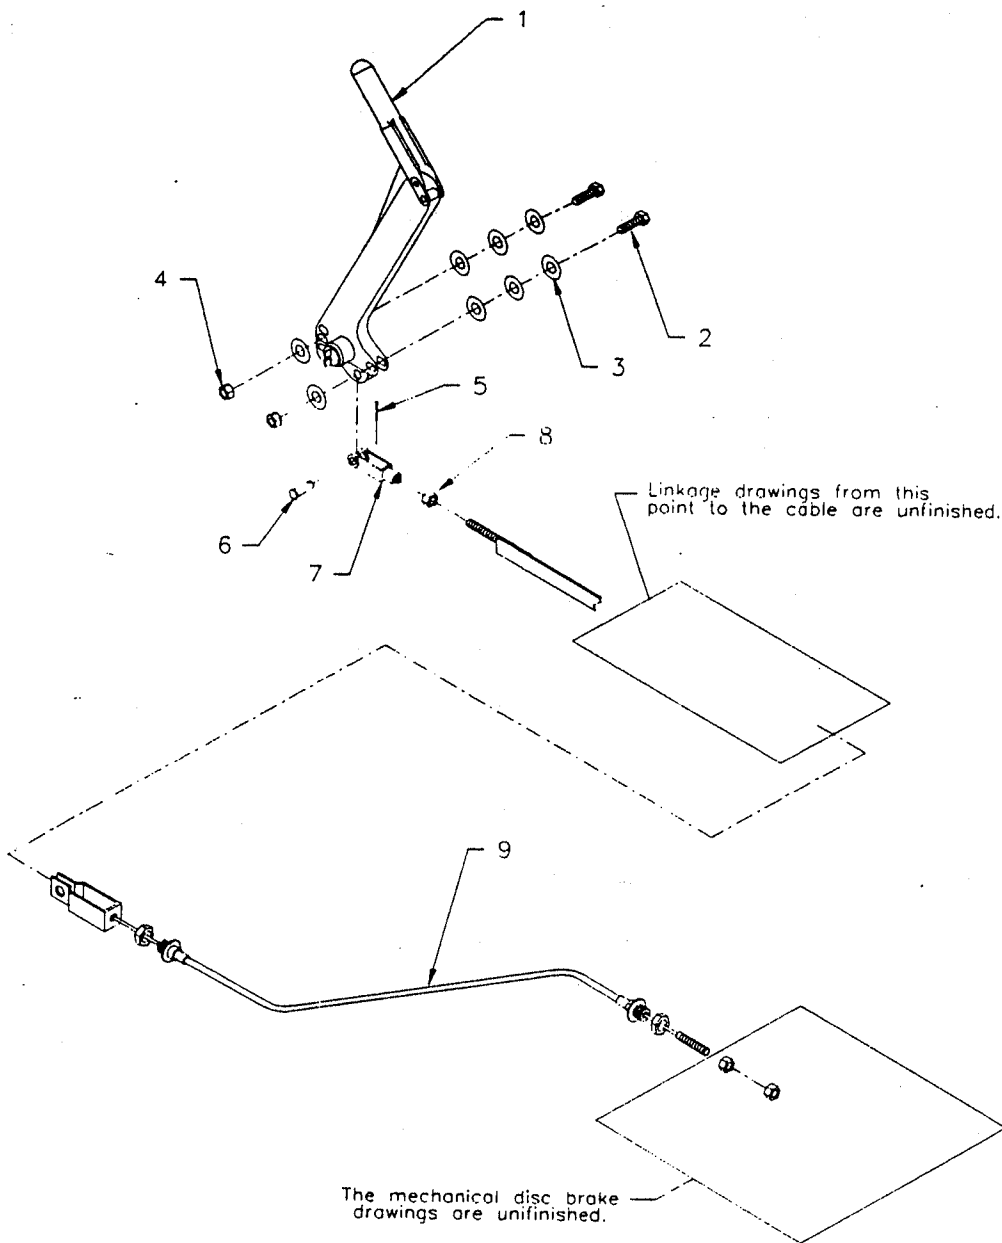 1
4
2
3
5
8
Linkage drawings from this
point to the cable are unfinished.
6
7
9
The mechanical disc brake
drawings are unifinished.